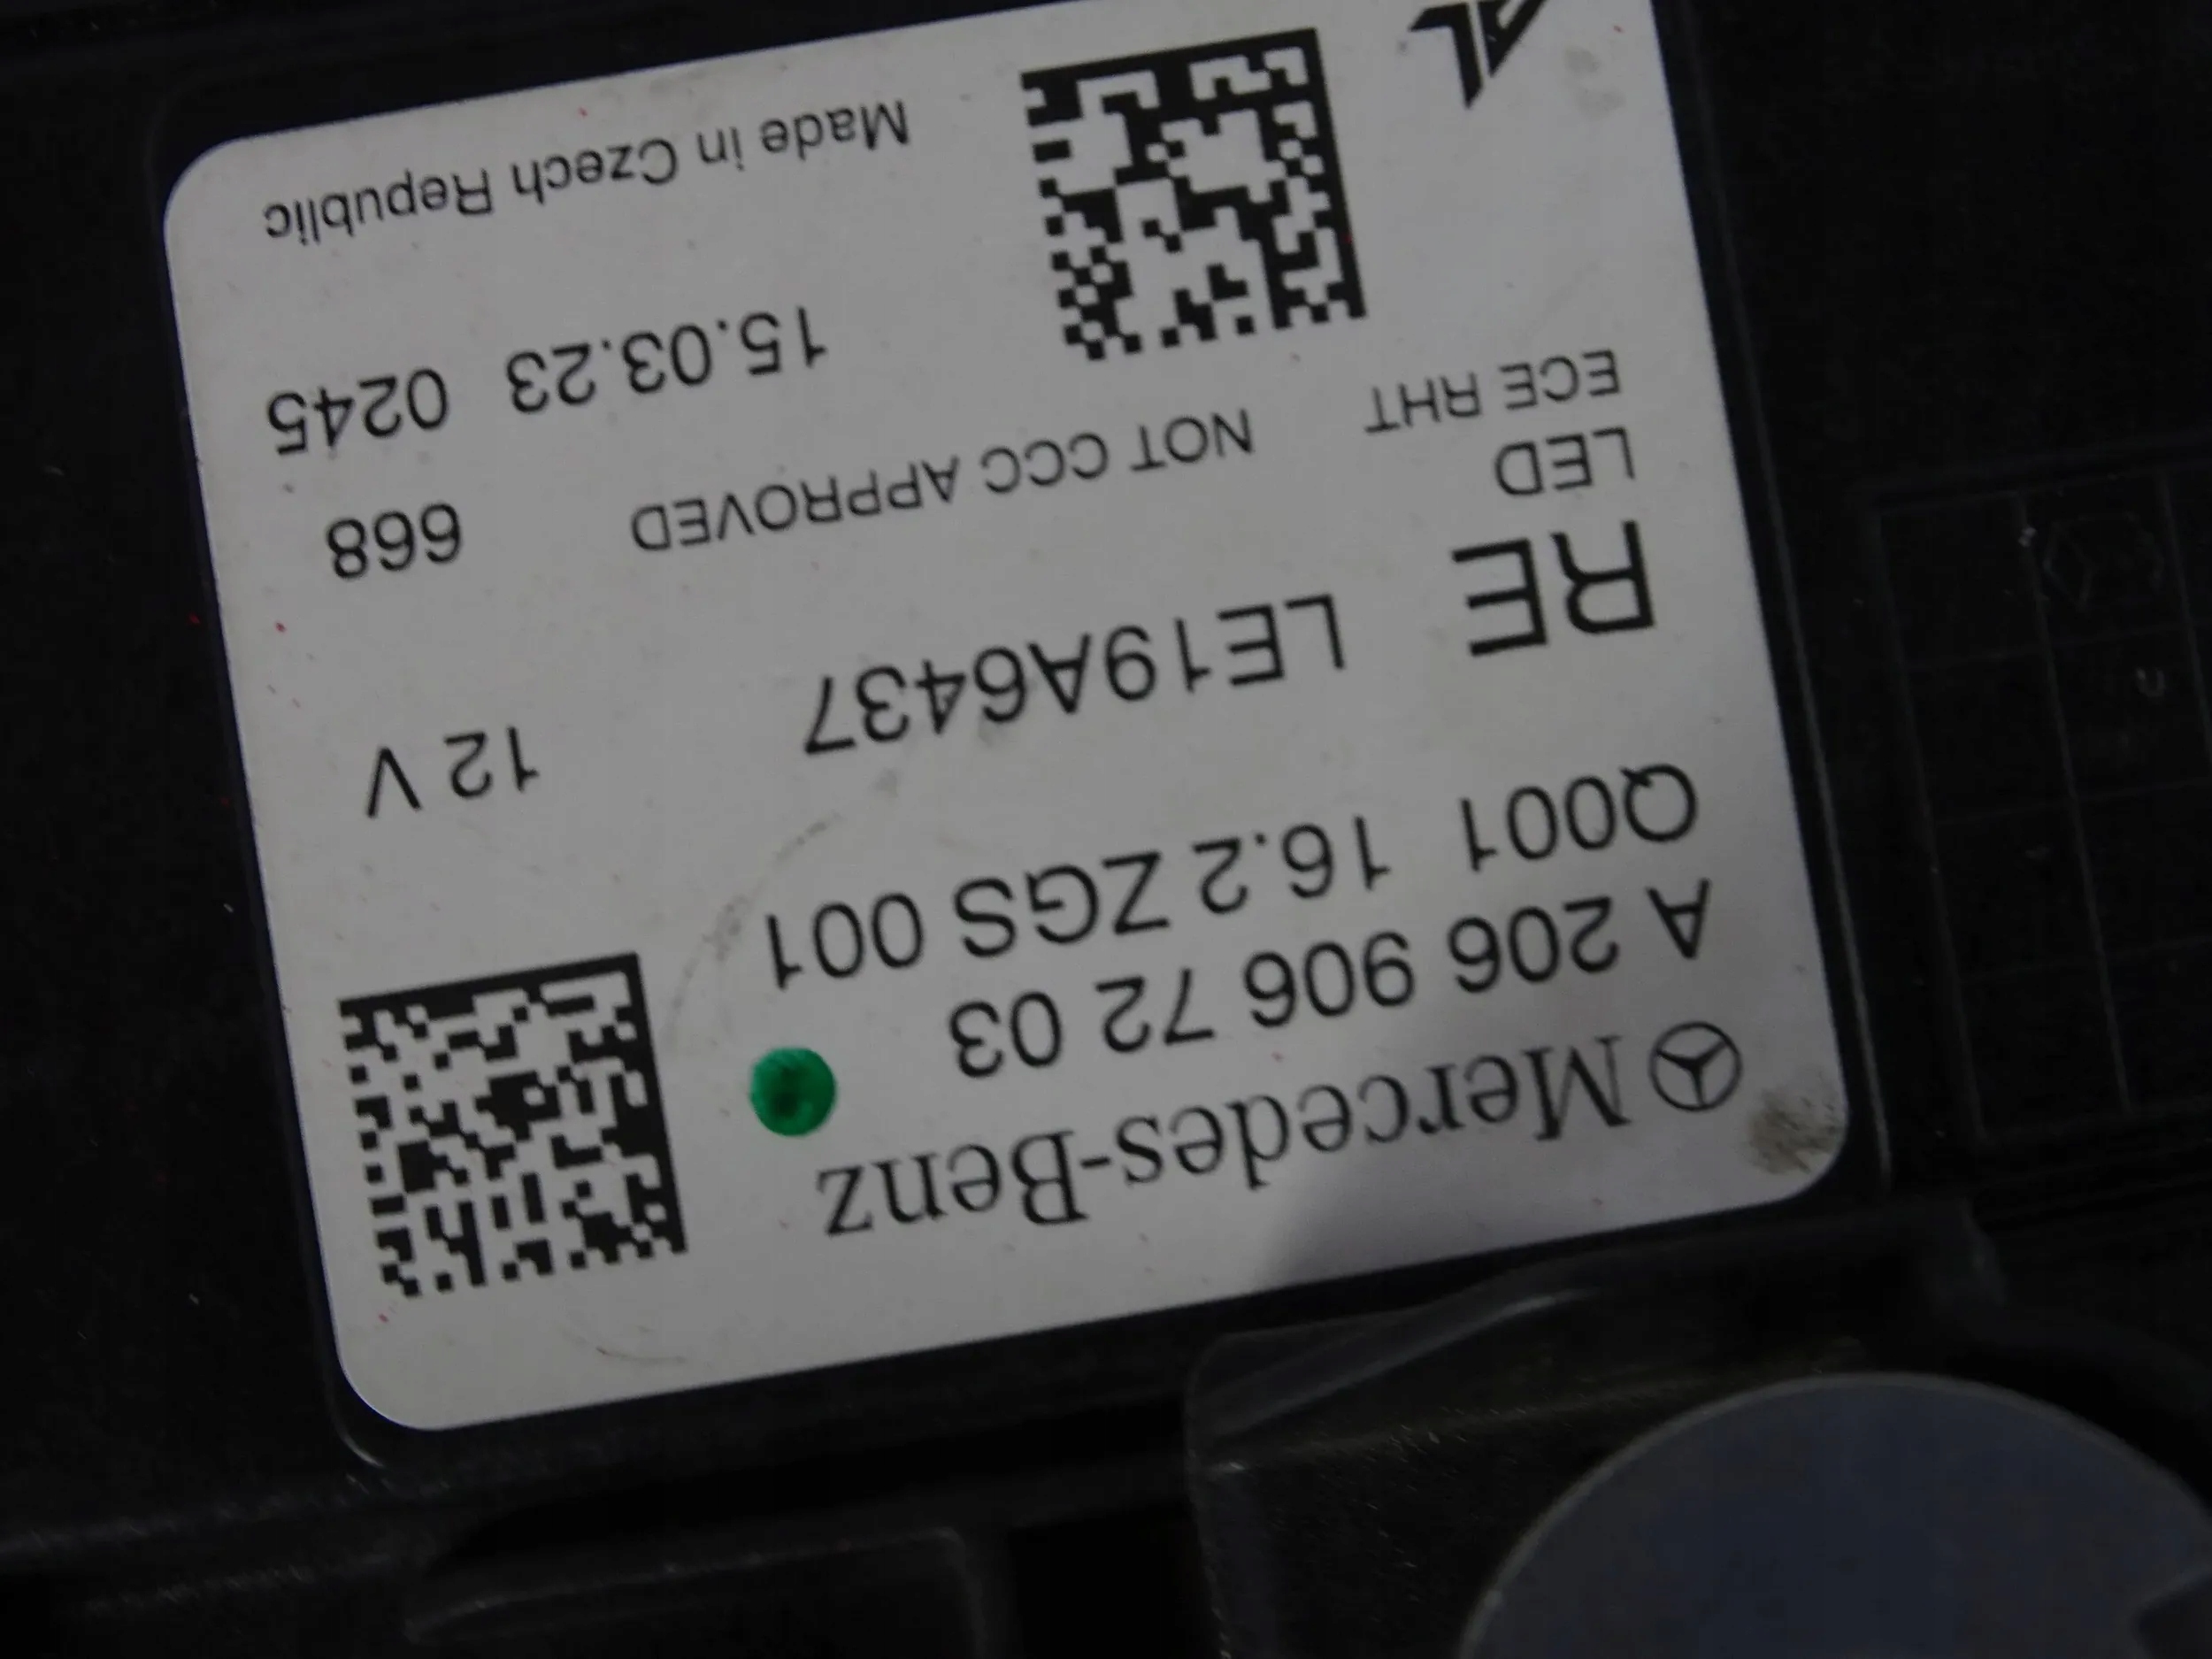 Mercedes-Benz
A 206 906 72 03
Q001 16.2 ZGS 001
RE LE19A6437 12 V
LED
ECE RHT NOT CCC APPROVED 668
15.03.23 0245
Made in Czech Republic